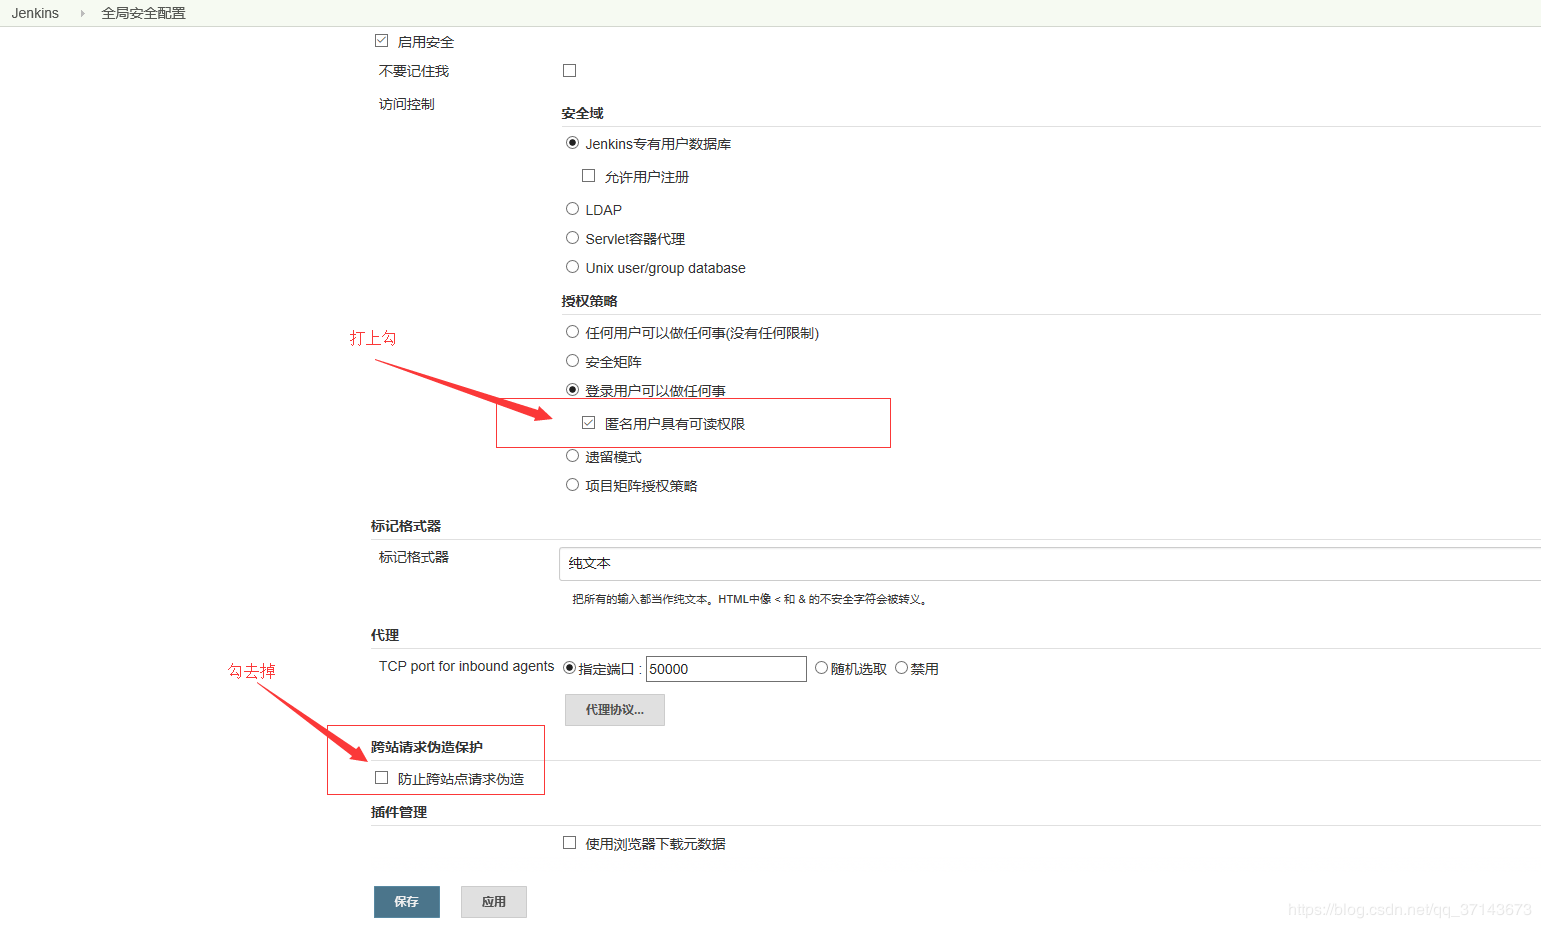 Jenkins 全局安全配置
启用安全
不要记住我
访问控制
安全域
Jenkins专有用户数据库
允许用户注册
LDAP
Servlet容器代理
Unix user/group database
授权策略
任何用户可以做任何事(没有任何限制)
打上勾
安全矩阵
登录用户可以做任何事
匿名用户具有可读权限
遗留模式
项目矩阵授权策略
标记格式器
标记格式器 纯文本
把所有的输入都当作纯文本。HTML中像 < 和 & 的不安全字符会被转义。
代理
TCP port for inbound agents 指定端口 : 50000 随机选取 禁用
勾去掉
代理协议...
跨站请求伪造保护
防止跨站点请求伪造
插件管理
使用浏览器下载元数据
保存 应用
https://blog.csdn.net/qq_37143673